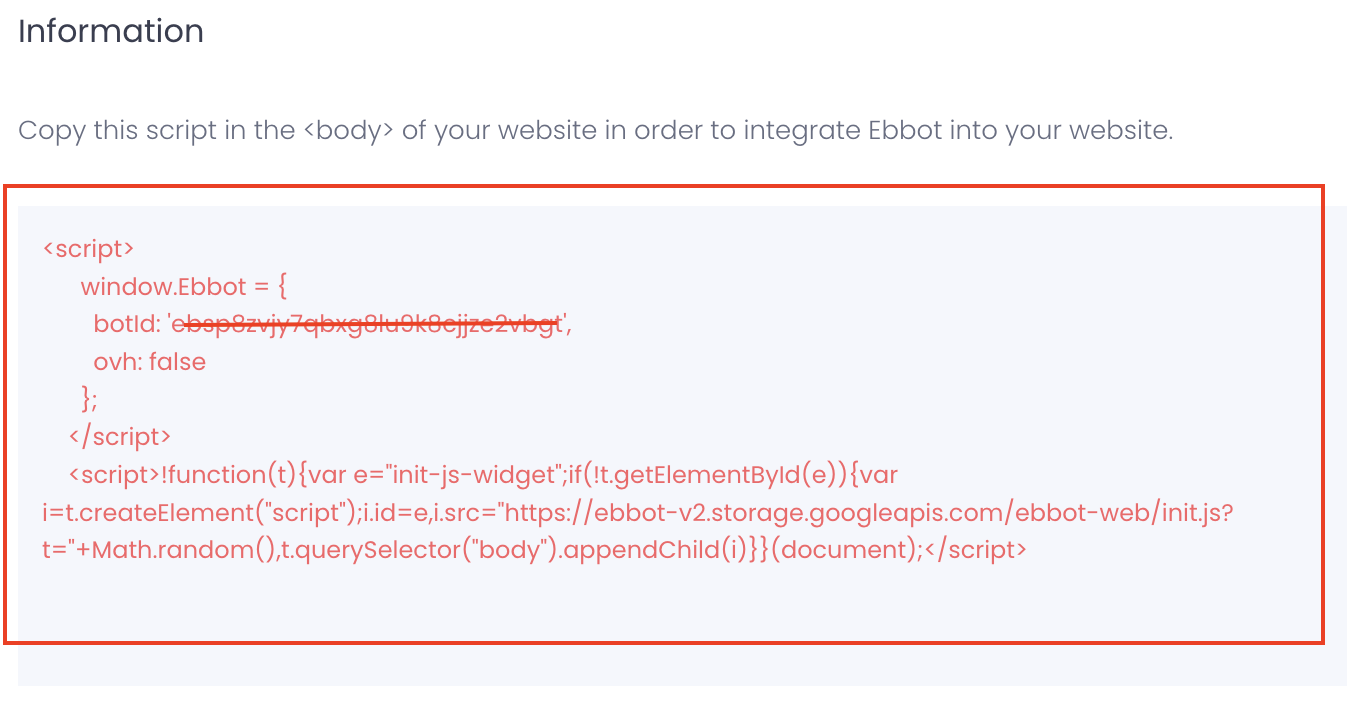 Information
Copy this script in the <body> of your website in order to integrate Ebbot into your website.
<script>
window.Ebbot = {
botId: '
ovh: false
};
</script>
<script>!function(t){var e="init-js-widget";if(!t.getElementById(e)){var
i=t.createElement("script");i.id=e,i.src="https://ebbot-v2.storage.googleapis.com/ebbot-web/init.js?
t="+Math.random(),t.querySelector("body").appendChild(i)}}(document);</script>